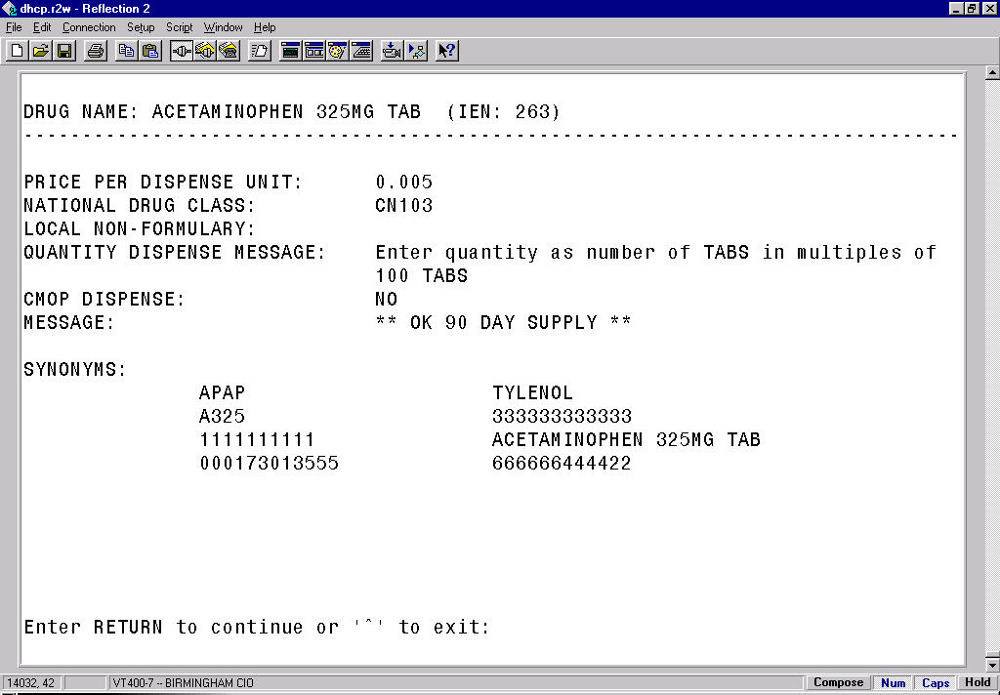 dhcp.r2w - Reflection 2
File Edit Connection Setup Script Window Help
DRUG NAME: ACETAMINOPHEN 325MG TAB (IEN: 263)
--------------------------------------------------------------------------------
PRICE PER DISPENSE UNIT: 0.005
NATIONAL DRUG CLASS: CN103
LOCAL NON-FORMULARY:
QUANTITY DISPENSE MESSAGE: Enter quantity as number of TABS in multiples of
100 TABS
CMOP DISPENSE: NO
MESSAGE: ** OK 90 DAY SUPPLY **
SYNONYMS:
APAP TYLENOL
A325 333333333333
1111111111 ACETAMINOPHEN 325MG TAB
000173013555 666666444422
Enter RETURN to continue or '^' to exit:
14032, 42 VT400-7 -- BIRMINGHAM CIO Compose Num Caps Hold